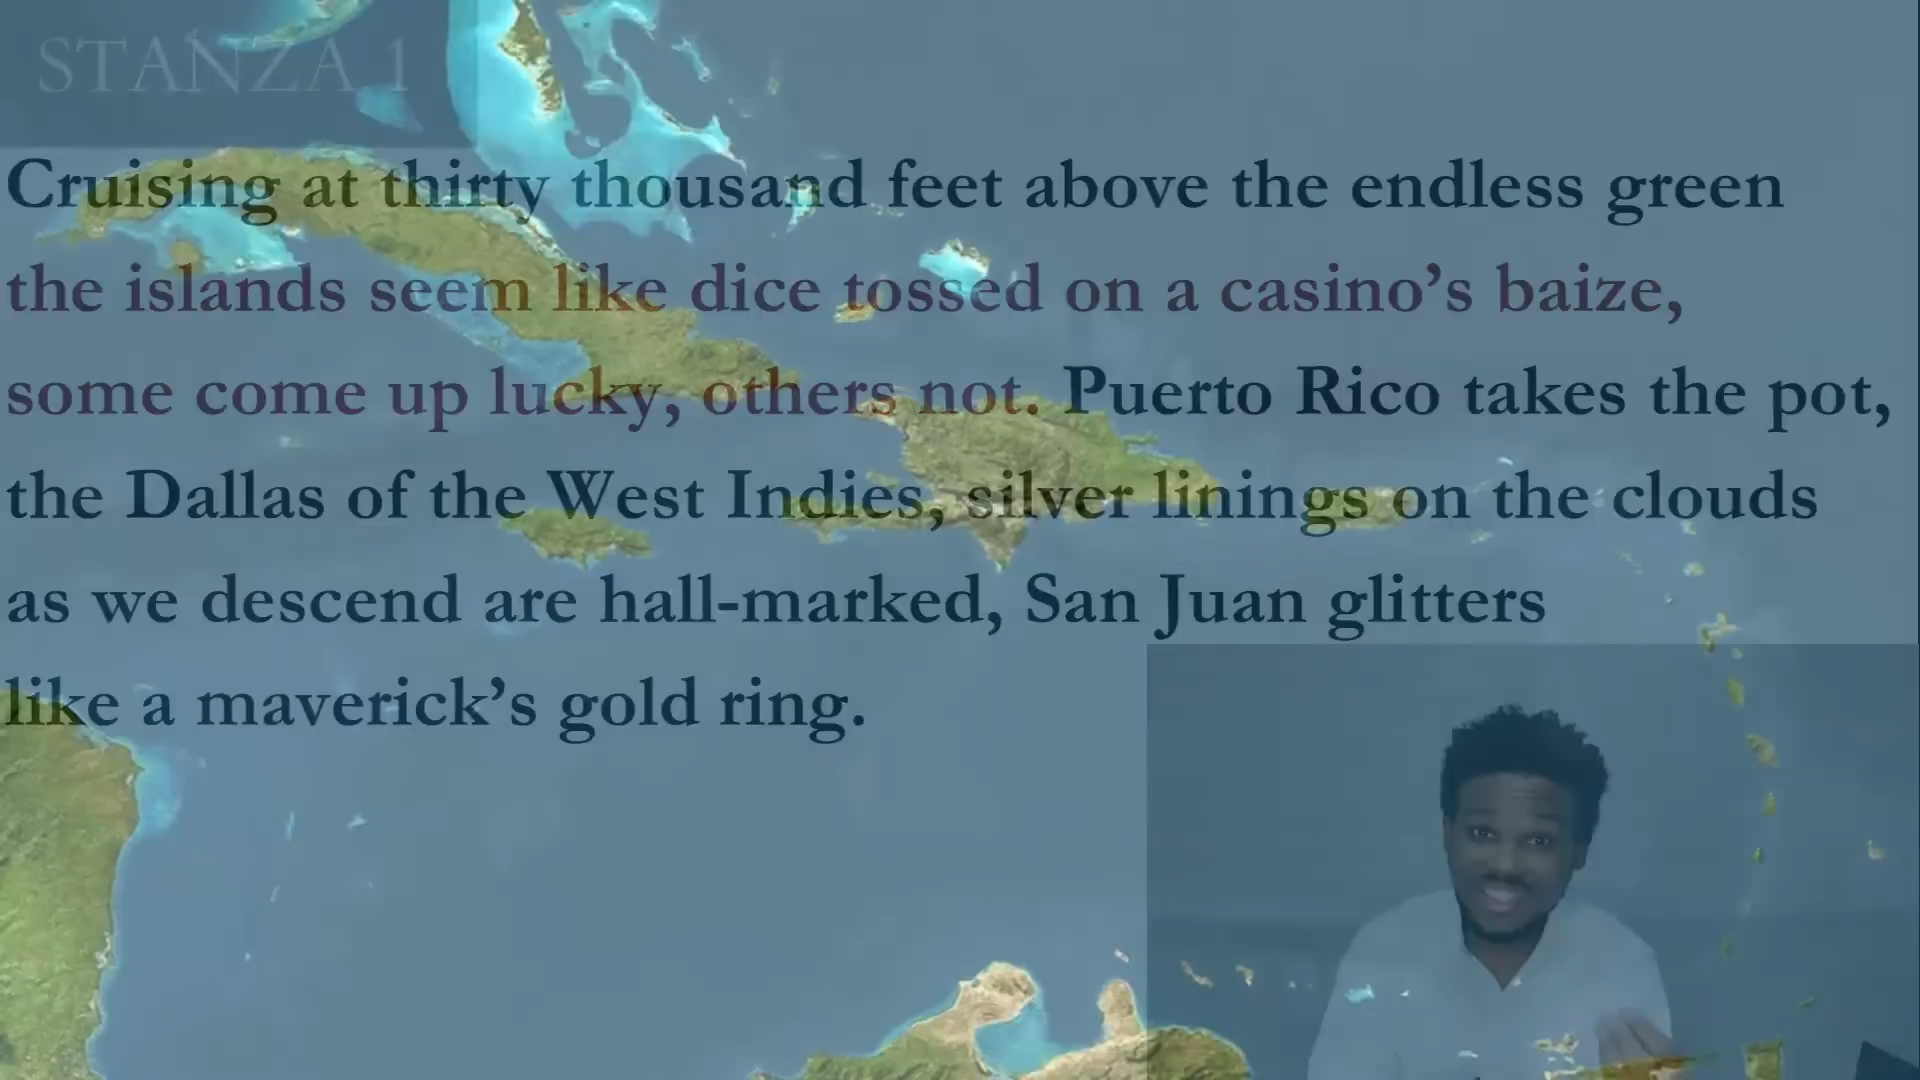 STANZA 1
Cruising at thirty thousand feet above the endless green
the islands seem like dice tossed on a casino’s baize,
some come up lucky, others not. Puerto Rico takes the pot,
the Dallas of the West Indies, silver linings on the clouds
as we descend are hall-marked, San Juan glitters
like a maverick’s gold ring.